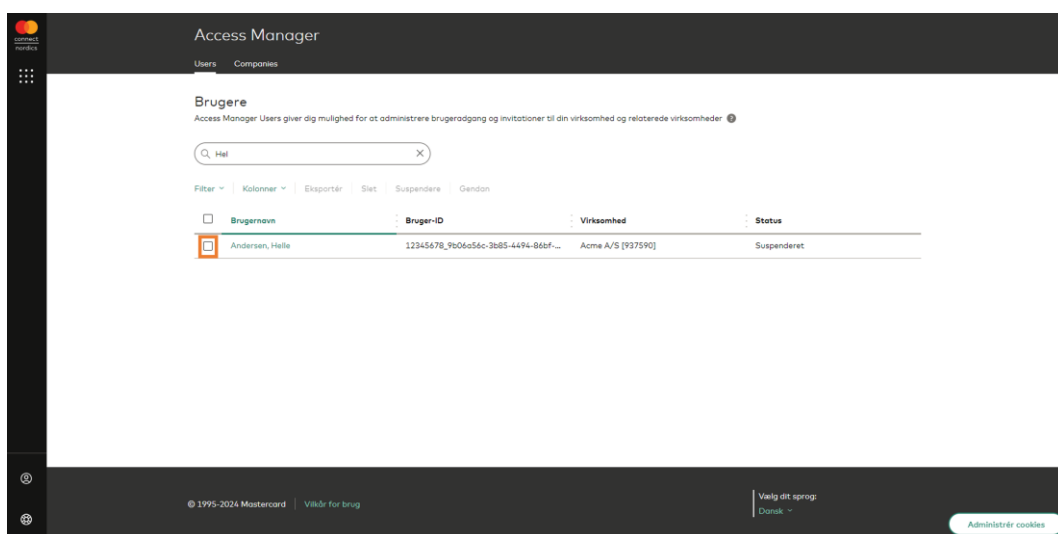 connect
nordics
Access Manager
Users Companies
Brugere
Access Manager Users giver dig mulighed for at administrere brugeradgang og invitationer til din virksomhed og relaterede virksomheder ?
Hel
Filter Kolonner Eksportér Slet Suspendere Gendan
Brugernavn Bruger-ID Virksomhed Status
Andersen, Helle 12345678_9b06a56c-3b85-4494-86bf-... Acme A/S [937590] Suspenderet
© 1995-2024 Mastercard Vilkår for brug
Vælg dit sprog:
Dansk
Administrér cookies